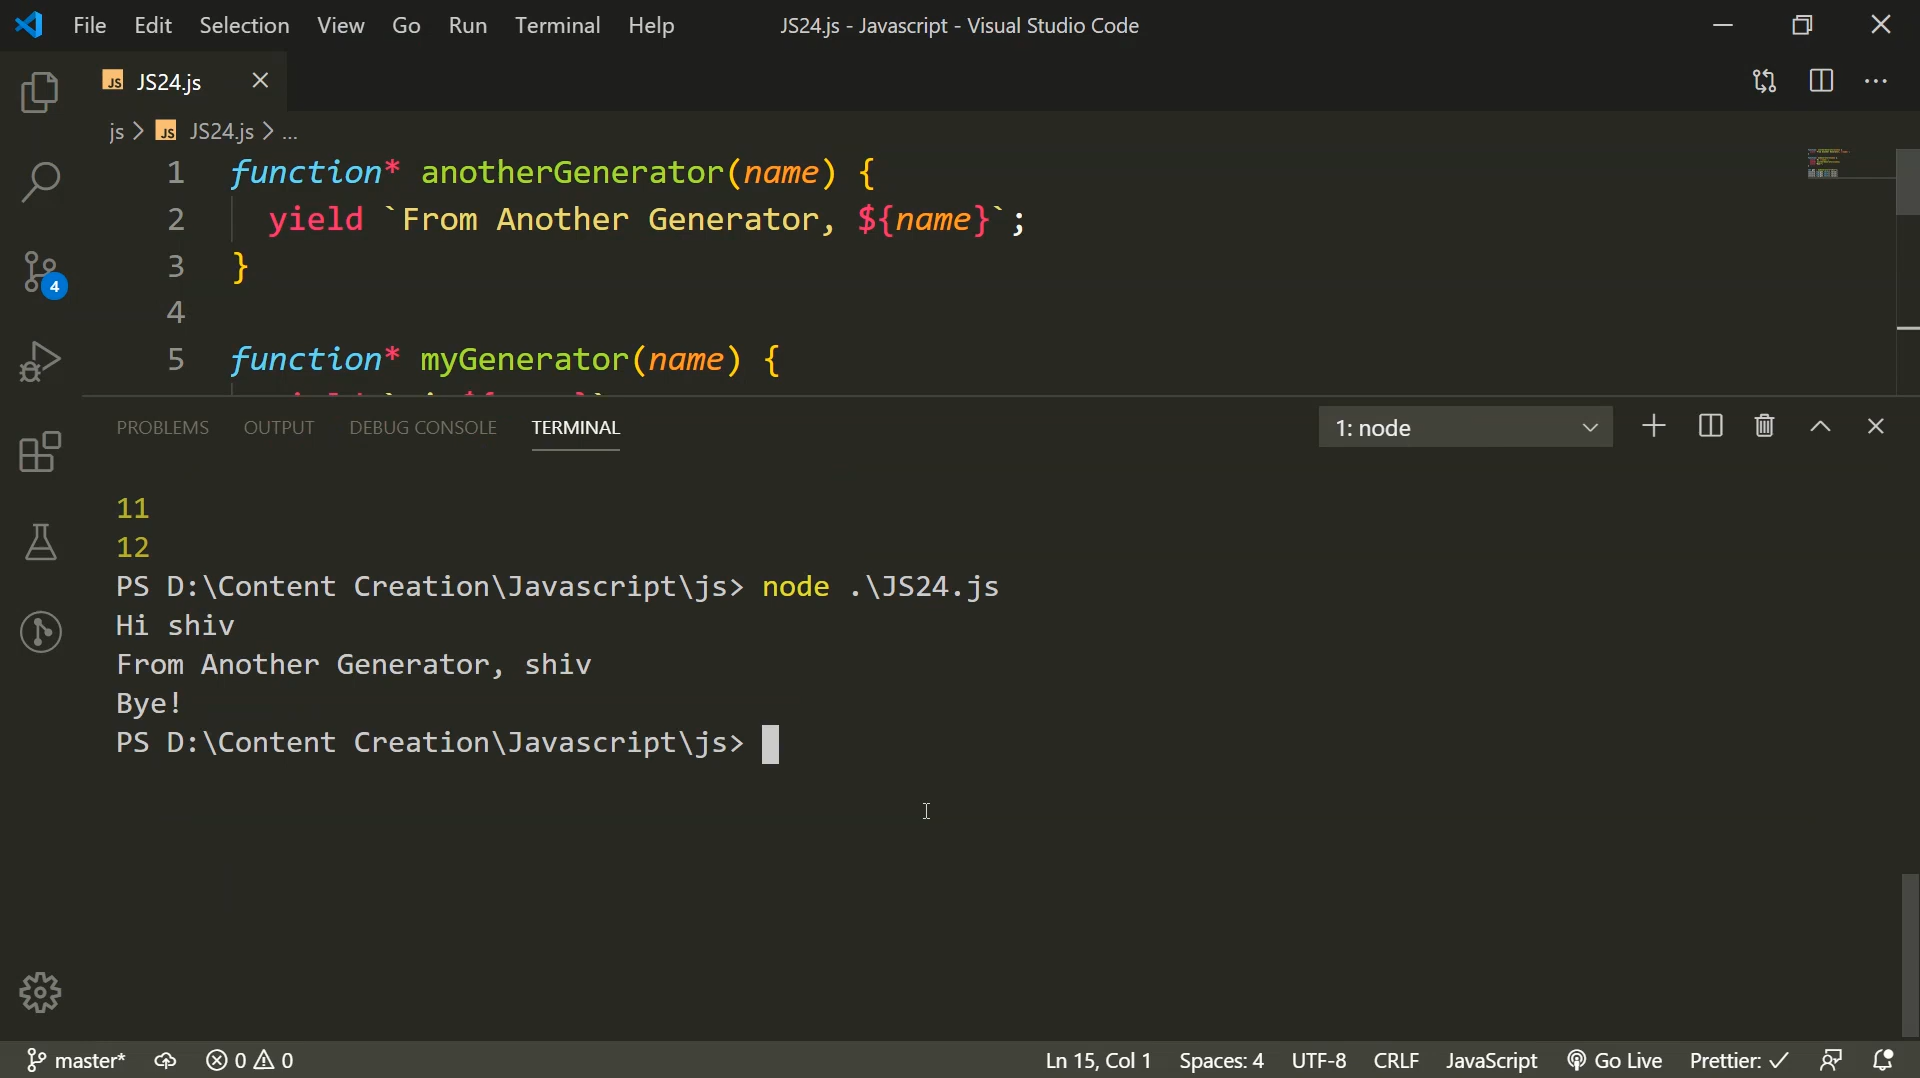 File Edit Selection View Go Run Terminal Help JS24.js - Javascript - Visual Studio Code
JS JS24.js
js > JS JS24.js > ...
1 function* anotherGenerator(name) {
2 yield `From Another Generator, ${name}`;
3 }
4
5 function* myGenerator(name) {
4
PROBLEMS OUTPUT DEBUG CONSOLE TERMINAL 1: node
11
12
PS D:\Content Creation\Javascript\js> node .\JS24.js
Hi shiv
From Another Generator, shiv
Bye!
PS D:\Content Creation\Javascript\js>
master* 0 0 Ln 15, Col 1 Spaces: 4 UTF-8 CRLF JavaScript Go Live Prettier: ✓